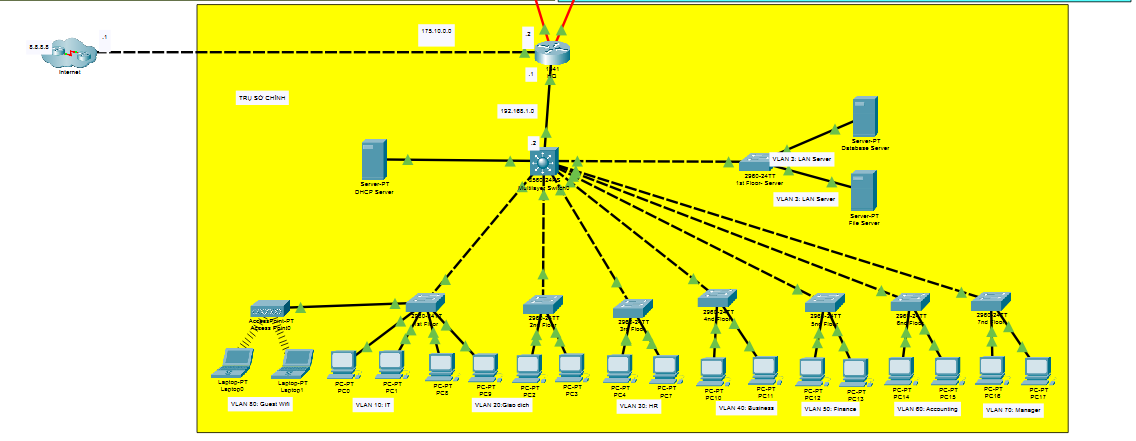 175.10.0.0
.2
.1
8.8.8.8
Internet
1841
.1
TRỤ SỞ CHÍNH
192.168.1.0
.2
Server-PT
Database Server
VLAN 3: LAN Server
2960-24TT
1st Floor- Server
Server-PT
DHCP Server
3560-24PS
Multilayer Switch0
VLAN 3: LAN Server
Server-PT
File Server
AccessPoint-PT
Access Point0
2960-24TT
1st Floor
2960-24TT
2nd Floor
2960-24TT
3rd Floor
2960-24TT
4nd Floor
2960-24TT
5nd Floor
2960-24TT
6nd Floor
2960-24TT
7nd Floor
Laptop-PT
Laptop0
Laptop-PT
Laptop1
PC-PT
PC0
PC-PT
PC1
PC-PT
PC8
PC-PT
PC9
PC-PT
PC2
PC-PT
PC3
PC-PT
PC4
PC-PT
PC7
PC-PT
PC10
PC-PT
PC11
PC-PT
PC12
PC-PT
PC13
PC-PT
PC14
PC-PT
PC15
PC-PT
PC16
PC-PT
PC17
VLAN 80: Guest Wifi
VLAN 10: IT
VLAN 20:Giao dich
VLAN 30: HR
VLAN 40: Business
VLAN 50: Finance
VLAN 60: Accounting
VLAN 70: Manager